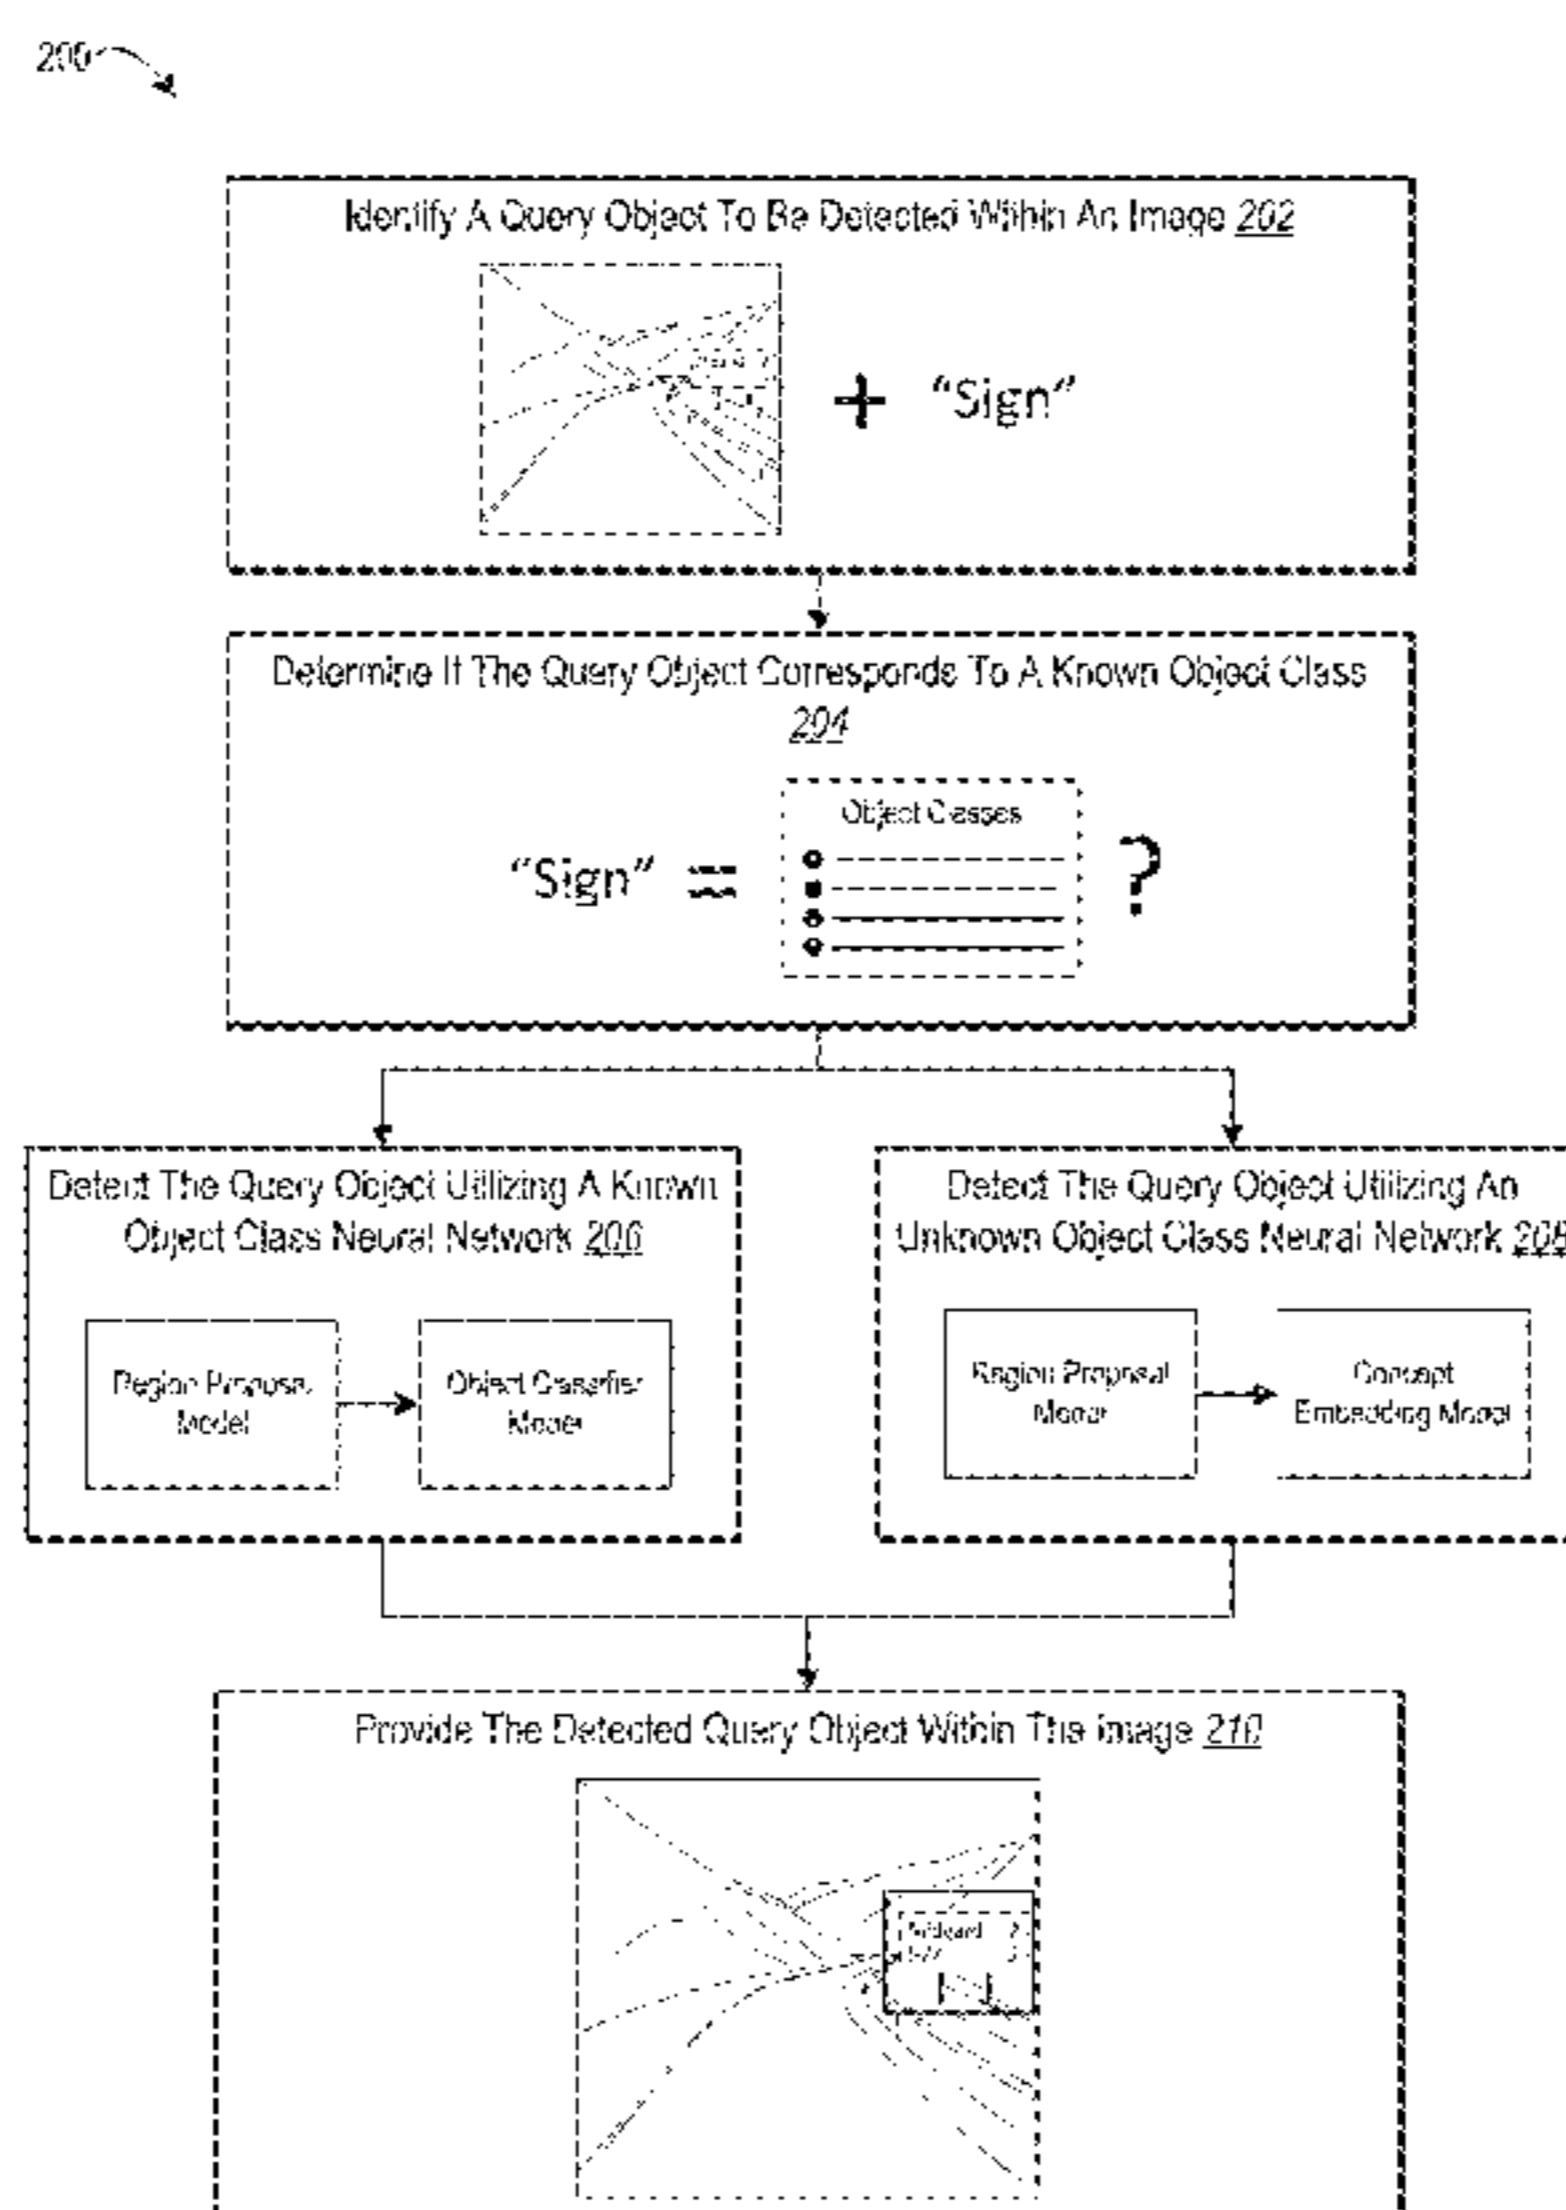 200
Identify A Query Object To Be Detected Within An Image 202
"Sign"
Determine If The Query Object Corresponds To A Known Object Class
204
Object Classes
"Sign" = ?
Detect The Query Object Utilizing A Known
Object Class Neural Network 206
Region Proposal
Model
Object Classifier
Model
Detect The Query Object Utilizing An
Unknown Object Class Neural Network 208
Region Proposal
Model
Concept
Embedding Model
Provide The Detected Query Object Within The Image 210